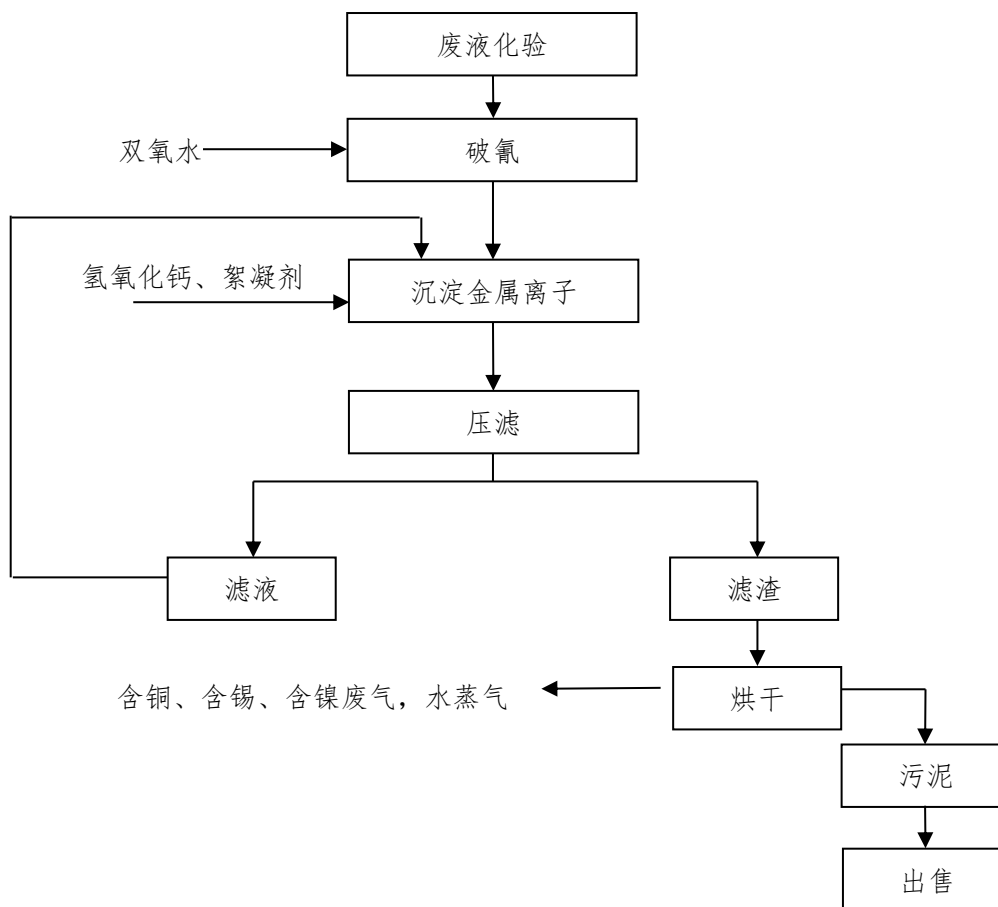 废液化验
双氧水
破氰
氢氧化钙、絮凝剂
沉淀金属离子
压滤
滤液
滤渣
含铜、含锡、含镍废气，水蒸气
烘干
污泥
出售